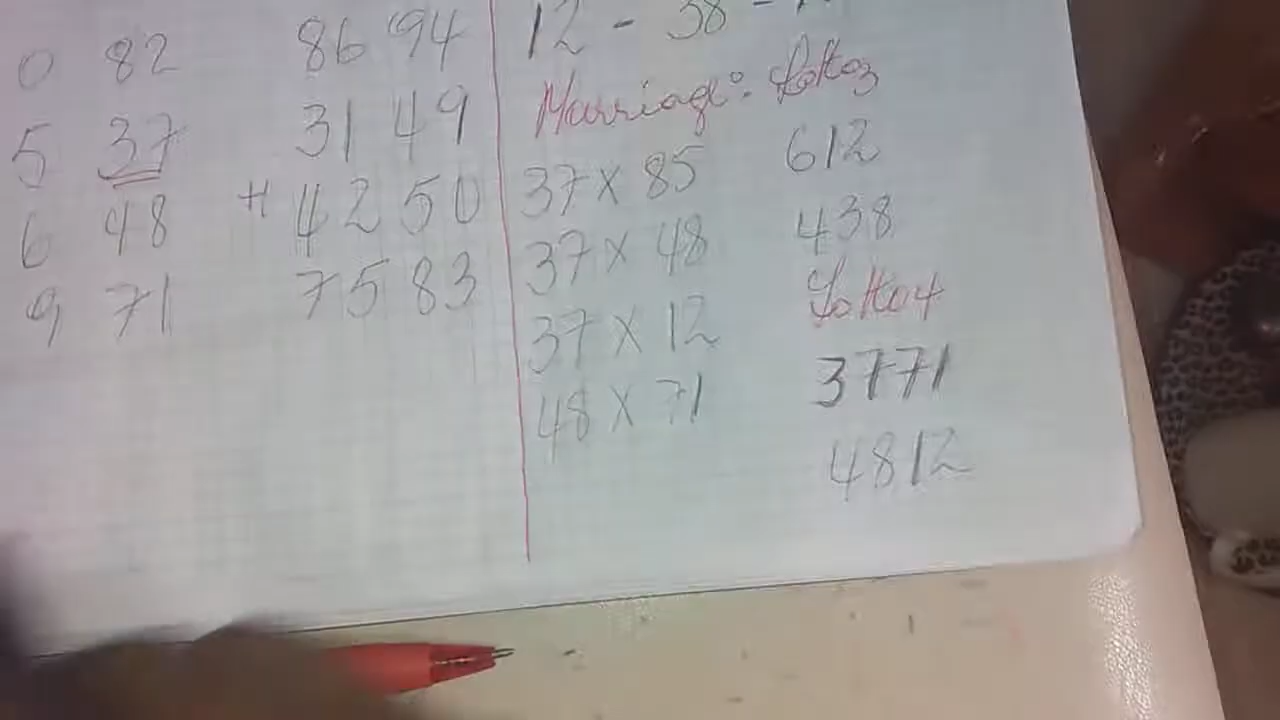 0 82 86 94
5 37 31 49
6 48 + 42 50
9 71 75 83
12 - 38 -
Marriage: Lotto3
37 x 85 612
37 x 48 438
Lotto4
37 x 12 3771
48 x 71 4812